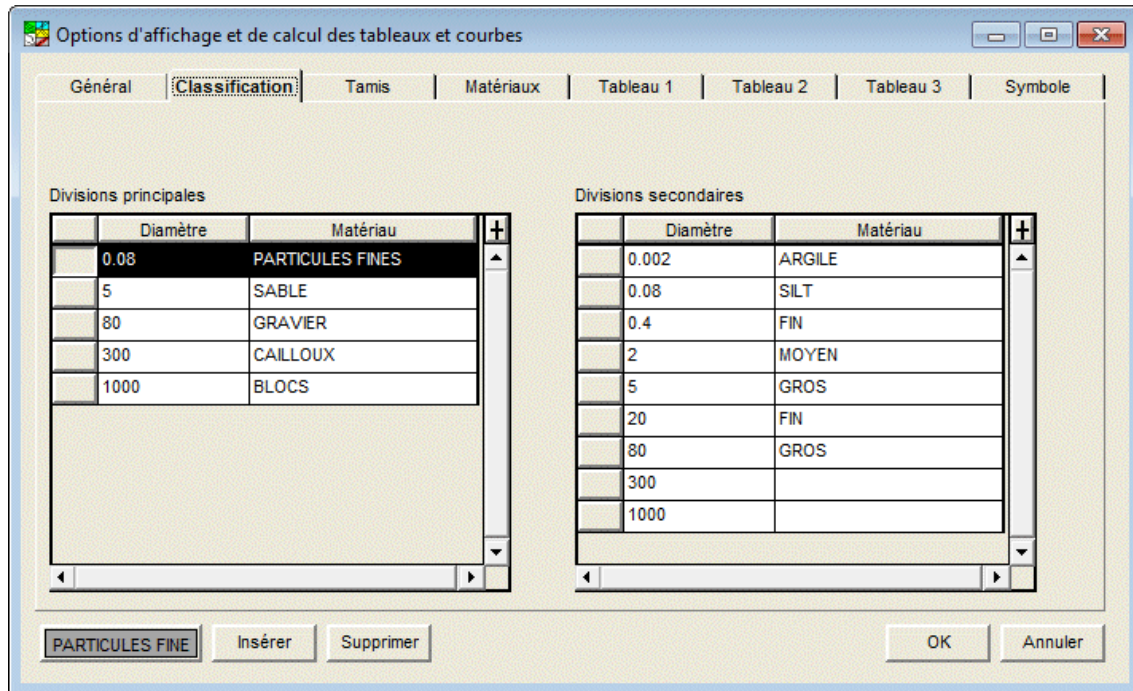 Options d'affichage et de calcul des tableaux et courbes
Général Classification Tamis Matériaux Tableau 1 Tableau 2 Tableau 3 Symbole
Divisions principales
Diamètre Matériau
0.08 PARTICULES FINES
5 SABLE
80 GRAVIER
300 CAILLOUX
1000 BLOCS
Divisions secondaires
Diamètre Matériau
0.002 ARGILE
0.08 SILT
0.4 FIN
2 MOYEN
5 GROS
20 FIN
80 GROS
300
1000
PARTICULES FINE Insérer Supprimer OK Annuler